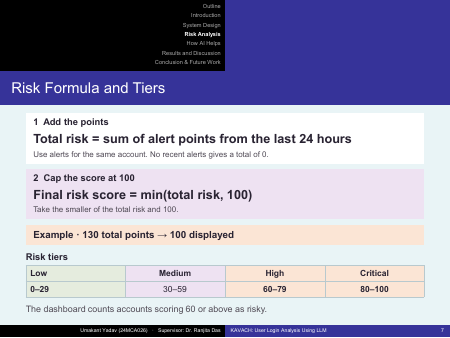 Outline
Introduction
System Design
Risk Analysis
How AI Helps
Results and Discussion
Conclusion & Future Work
Risk Formula and Tiers
1 Add the points
Total risk = sum of alert points from the last 24 hours
Use alerts for the same account. No recent alerts gives a total of 0.
2 Cap the score at 100
Final risk score = min(total risk, 100)
Take the smaller of the total risk and 100.
Example · 130 total points → 100 displayed
Risk tiers
Low Medium High Critical
0–29 30–59 60–79 80–100
The dashboard counts accounts scoring 60 or above as risky.
Umakant Yadav (24MCA026) · Supervisor: Dr. Ranjita Das KAVACH: User Login Analysis Using LLM 7